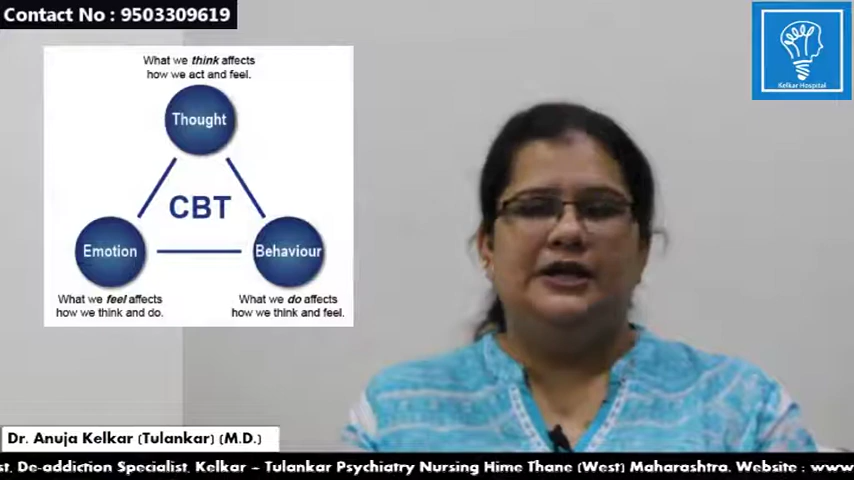 Contact No : 9503309619
Kelkar Hospital
What we think affects
how we act and feel.
Thought
CBT
Emotion
Behaviour
What we feel affects
how we think and do.
What we do affects
how we think and feel.
Dr. Anuja Kelkar (Tulankar) (M.D.)
st, De-addiction Specialist, Kelkar – Tulankar Psychiatry Nursing Hime Thane (West) Maharashtra. Website : www